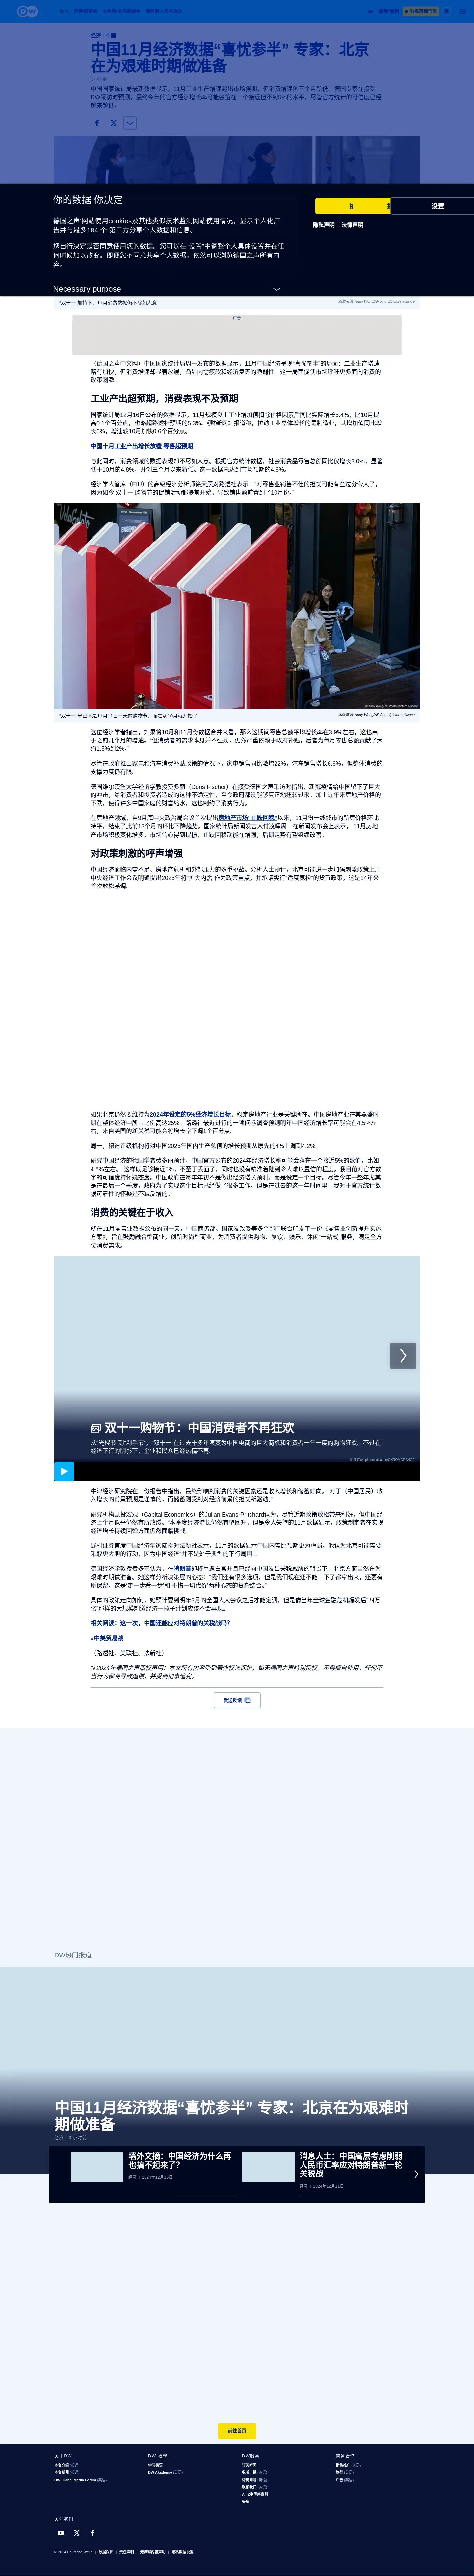 经济 | 中国
中国11月经济数据“喜忧参半” 专家：北京
在为艰难时期做准备
中国国家统计局最新数据显示，11月工业生产增速超出市场预期，但消费增速创三个月新低。德国专家在接受
DW采访时预测，最终今年的官方经济增长率可能会落在一个接近但不到5%的水平，尽管官方统计的可信度已经
越来越低。
你的数据 你决定
德国之声’网站使用cookies及其他类似技术监测网站使用情况，显示个人化广
告并与最多184 个;第三方分享个人数据和信息。
您自行决定是否同意使用您的数据。您可以在“设置”中调整个人具体设置并在任
何时候加以改变。即便您不同意共享个人数据，依然可以浏览德国之声所有内
容。
Necessary purpose
设置
隐私声明 | 法律声明
“双十一”加持下，11月消费数据仍不尽如人意
图像来源: Andy Wong/AP Photo/picture alliance
广告
（德国之声中文网）中国国家统计局周一发布的数据显示，11月中国经济呈现“喜忧参半”的局面：工业生产增速
略有加快，但消费增速却显著放缓，凸显内需疲软和经济复苏的脆弱性。这一局面促使市场呼吁更多面向消费的
政策刺激。
工业产出超预期，消费表现不及预期
国家统计局12月16日公布的数据显示，11月规模以上工业增加值扣除价格因素后同比实际增长5.4%，比10月提
高0.1个百分点，也略超路透社预期的5.3%。《财新网》报道称，拉动工业总体增长的是制造业，其增加值同比增长
6%，增速较10月加快0.6个百分点。
中国十月工业产出增长放缓 零售超预期
与此同时，消费领域的数据表现却不尽如人意。根据官方统计数据，社会消费品零售总额同比仅增长3.0%，显著
低于10月的4.8%，并创三个月以来新低。这一数据未达到市场预期的4.6%。
经济学人智库（EIU）的高级经济分析师徐天辰对路透社表示：“对零售业销售不佳的担忧可能有些过分夸大了，
因为如今‘双十一’购物节的促销活动都提前开始，导致销售额前置到了10月份。”
“双十一”早已不是11月11日一天的购物节，而是从10月就开始了
图像来源: Andy Wong/AP Photo/picture alliance
这位经济学者指出，如果将10月和11月份数据合并来看，那么这期间零售总额平均增长率在3.9%左右，这也高
于之前几个月的增速。“但消费者的需求本身并不强劲，仍然严重依赖于政府补贴，后者为每月零售总额贡献了大
约1.5%到2%。”
尽管在政府推出家电和汽车消费补贴政策的情况下，家电销售同比激增22%，汽车销售增长6.6%，但整体消费的
支撑力度仍有限。
德国维尔茨堡大学经济学教授费多丽（Doris Fischer）在接受德国之声采访时指出，新冠疫情给中国留下了巨大
的冲击，给消费者和投资者造成的这种不确定性，至今政府都没能够真正地扭转过来。加上近年来房地产价格的
下跌，使得许多中国家庭的财富缩水，这也制约了消费行为。
在房地产领域，自9月底中央政治局会议首次提出房地产市场“止跌回稳”以来，11月份一线城市的新房价格环比
持平，结束了此前13个月的环比下降趋势。国家统计局新闻发言人付凌晖周一在新闻发布会上表示， 11月房地
产市场积极变化增多，市场信心得到提振，止跌回稳动能在增强，后期走势有望继续改善。
对政策刺激的呼声增强
中国经济面临内需不足、房地产危机和外部压力的多重挑战。分析人士预计，北京可能进一步加码刺激政策上周
中央经济工作会议明确提出2025年将“扩大内需”作为政策重点，并承诺实行“适度宽松”的货币政策，这是14年来
首次放松基调。
如果北京仍然要维持为2024年设定的5%经济增长目标，稳定房地产行业是关键所在。中国房地产业在其鼎盛时
期在整体经济中所占比例高达25%。路透社最近进行的一项问卷调查预测明年中国经济增长率可能会在4.5%左
右，来自美国的新关税可能会将增长率下调1个百分点。
周一，穆迪评级机构将对中国2025年国内生产总值的增长预期从原先的4%上调到4.2%。
研究中国经济的德国学者费多丽预计，中国官方公布的2024年经济增长率可能会落在一个接近5%的数值，比如
4.8%左右。“这样既足够接近5%，不至于丢面子，同时也没有精准着陆到令人难以置信的程度。我目前对官方数
字的可信度持怀疑态度。中国政府在每年年初不是做出经济增长预测，而是设定一个目标。尽管今年一整年尤其
是在最后一个季度，政府为了实现这个目标已经做了很多工作。但是在过去的这一年时间里，我对于官方统计数
据可靠性的怀疑是不减反增的。”
消费的关键在于收入
就在11月零售业数据公布的同一天，中国商务部、国家发改委等多个部门联合印发了一份《零售业创新提升实施
方案》，旨在鼓励融合型商业，创新时尚型商业，为消费者提供购物、餐饮、娱乐、休闲“一站式”服务，满足全方
位消费需求。
双十一购物节：中国消费者不再狂欢
从“光棍节”到“剁手节”，“双十一”在过去十多年演变为中国电商的巨大商机和消费者一年一度的购物狂欢。不过在
经济下行的阴影下，企业和民众已经热情不再。
牛津经济研究院在一份报告中指出，最终影响到消费的关键因素还是收入增长和储蓄倾向。“对于（中国居民）收
入增长的前景预期是谨慎的，而储蓄则受到对经济前景的担忧所驱动。”
研究机构凯投宏观（Capital Economics）的Julian Evans-Pritchard认为，尽管近期政策放松带来利好，但中国经
济上个月似乎仍然有所放缓。“本季度经济增长仍然有望回升，但是令人失望的11月数据显示，政策制定者在实现
经济增长持续回弹方面仍然面临挑战。”
野村证券首席中国经济学家陆挺对法新社表示，11月的数据显示中国内需比预期更为虚弱。他认为北京可能需要
采取更大胆的行动，因为中国经济“并不是处于典型的下行周期”。
德国经济学教授费多丽认为，在特朗普即将重返白宫并且已经向中国发出关税威胁的背景下，北京方面当然在为
艰难时期做准备。她这样分析决策层的心态：“我们还有很多选项，但是我们现在还不能一下子都拿出来，还要有
所保留。这是‘走一步看一步’和‘不惜一切代价’两种心态的复杂结合。”
具体的政策走向如何，她预计要到明年3月的全国人大会议之后才能定调，但是像当年全球金融危机爆发后“四万
亿”那样的大规模刺激经济一揽子计划应该不会再现。
相关阅读：这一次，中国还能应对特朗普的关税战吗？
#中美贸易战
（路透社、美联社、法新社）
© 2024年德国之声版权声明：本文所有内容受到著作权法保护，如无德国之声特别授权，不得擅自使用。任何不
当行为都将导致追偿，并受到刑事追究。
发送反馈
DW热门报道
中国11月经济数据“喜忧参半” 专家：北京在为艰难时
期做准备
墙外文摘：中国经济为什么再
也搞不起来了？
经济 | 2024年12月15日
消息人士：中国高层考虑削弱
人民币汇率应对特朗普新一轮
关税战
经济 | 2024年12月11日
前往首页
关于DW
本台介绍 (英语)
本台新闻 (英语)
DW Global Media Forum (英语)
DW 教学
学习德语
DW Akademie (英语)
DW服务
订阅新闻
收听广播 (英语)
常见问题 (英语)
联系我们 (英语)
A - Z字母序索引
头条
商务合作
销售推广 (英语)
旅行 (英语)
广告 (英语)
关注我们
© 2024 Deutsche Welle | 数据保护 | 责任声明 | 无障碍内容声明 | 隐私数据设置